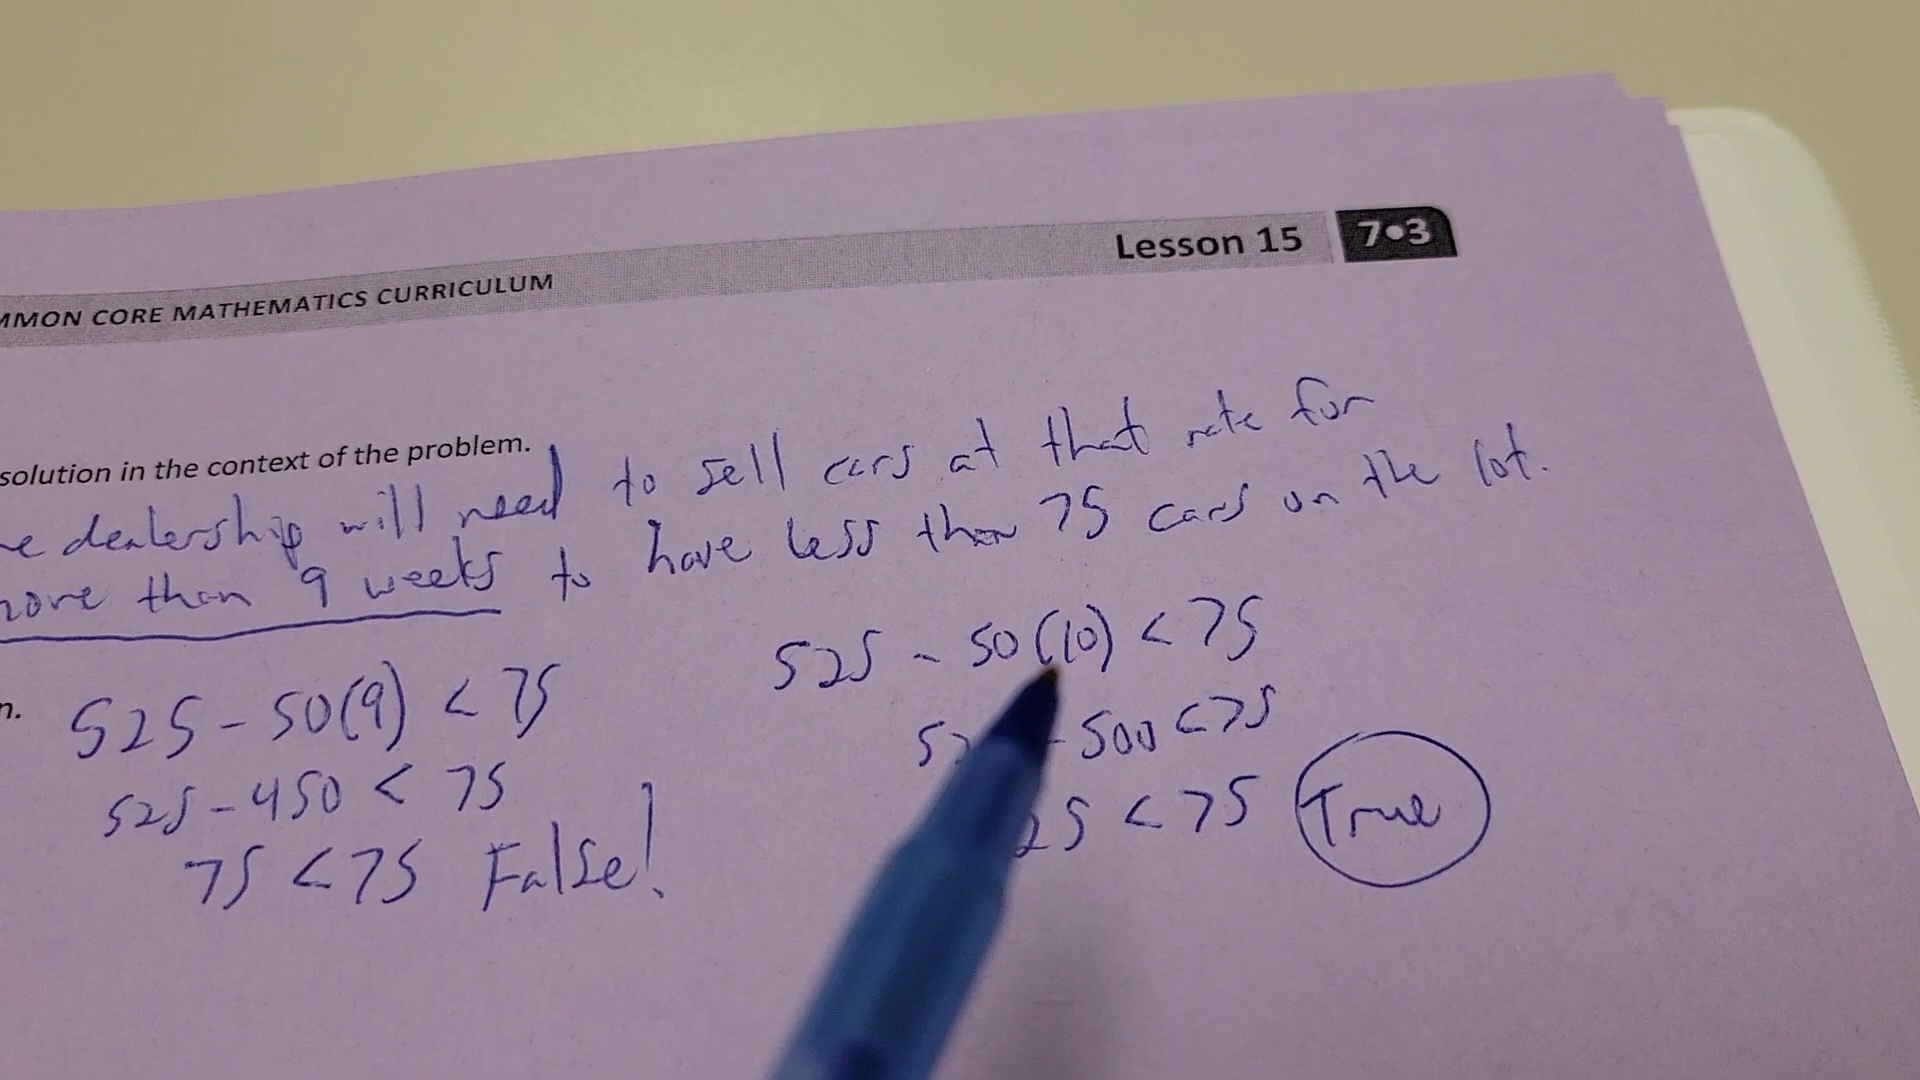 Lesson 15 7•3
MMON CORE MATHEMATICS CURRICULUM
solution in the context of the problem.
dealership will need to sell cars at that rate for
more than 9 weeks to have less than 75 cars on the lot.
n.
525 - 50(9) < 75
525 - 450 < 75
75 < 75 False!
525 - 50(10) < 75
- 500 < 75
25 < 75 True